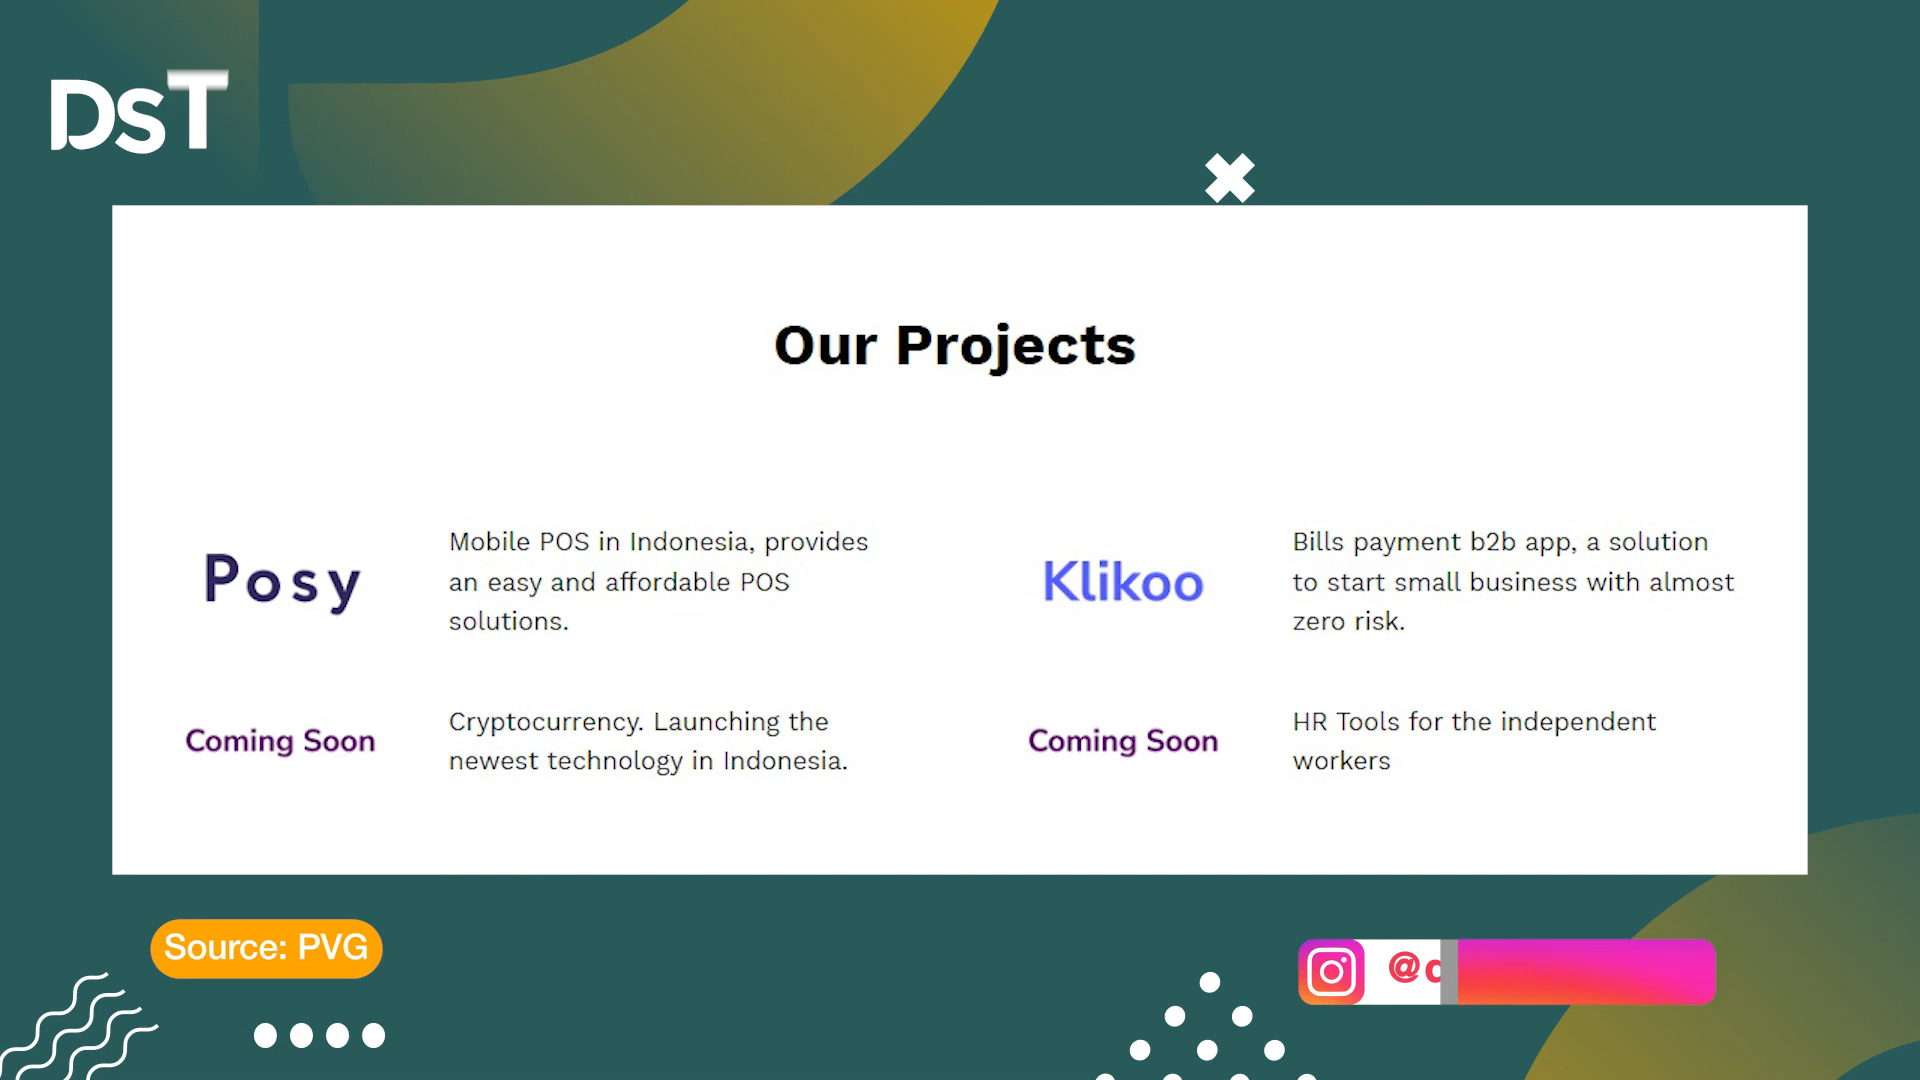 DST
Our Projects
Posy
Mobile POS in Indonesia, provides
an easy and affordable POS
solutions.
Klikoo
Bills payment b2b app, a solution
to start small business with almost
zero risk.
Coming Soon
Cryptocurrency. Launching the
newest technology in Indonesia.
Coming Soon
HR Tools for the independent
workers
Source: PVG